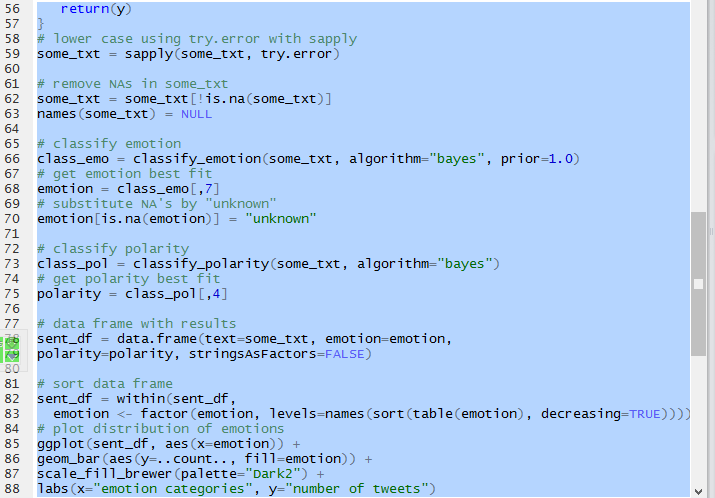 56 return(y)
57 }
58 # lower case using try.error with sapply
59 some_txt = sapply(some_txt, try.error)
60
61 # remove NAs in some_txt
62 some_txt = some_txt[!is.na(some_txt)]
63 names(some_txt) = NULL
64
65 # classify emotion
66 class_emo = classify_emotion(some_txt, algorithm="bayes", prior=1.0)
67 # get emotion best fit
68 emotion = class_emo[,7]
69 # substitute NA's by "unknown"
70 emotion[is.na(emotion)] = "unknown"
71
72 # classify polarity
73 class_pol = classify_polarity(some_txt, algorithm="bayes")
74 # get polarity best fit
75 polarity = class_pol[,4]
76
77 # data frame with results
78 sent_df = data.frame(text=some_txt, emotion=emotion,
79 polarity=polarity, stringsAsFactors=FALSE)
80
81 # sort data frame
82 sent_df = within(sent_df,
83 emotion <- factor(emotion, levels=names(sort(table(emotion), decreasing=TRUE))))
84 # plot distribution of emotions
85 ggplot(sent_df, aes(x=emotion)) +
86 geom_bar(aes(y=..count.., fill=emotion)) +
87 scale_fill_brewer(palette="Dark2") +
88 labs(x="emotion categories", y="number of tweets")